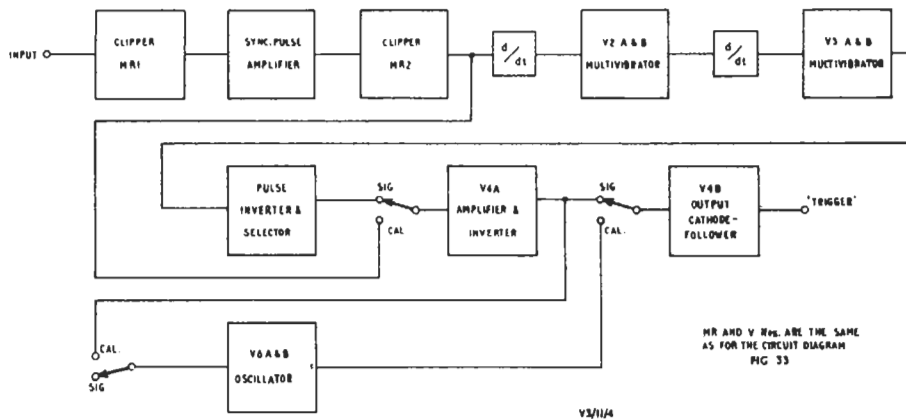 INPUT
CLIPPER
MR1
SYNC. PULSE
AMPLIFIER
CLIPPER
MR2
d/dt
V2 A & B
MULTIVIBRATOR
d/dt
V3 A & B
MULTIVIBRATOR
PULSE
INVERTER &
SELECTOR
SIG
CAL
V4A
AMPLIFIER &
INVERTER
SIG
CAL.
V4B
OUTPUT
CATHODE-
FOLLOWER
'TRIGGER'
CAL.
SIG
V6 A & B
OSCILLATOR
MR AND V Nos. ARE THE SAME
AS FOR THE CIRCUIT DIAGRAM
FIG 33
V3/11/4